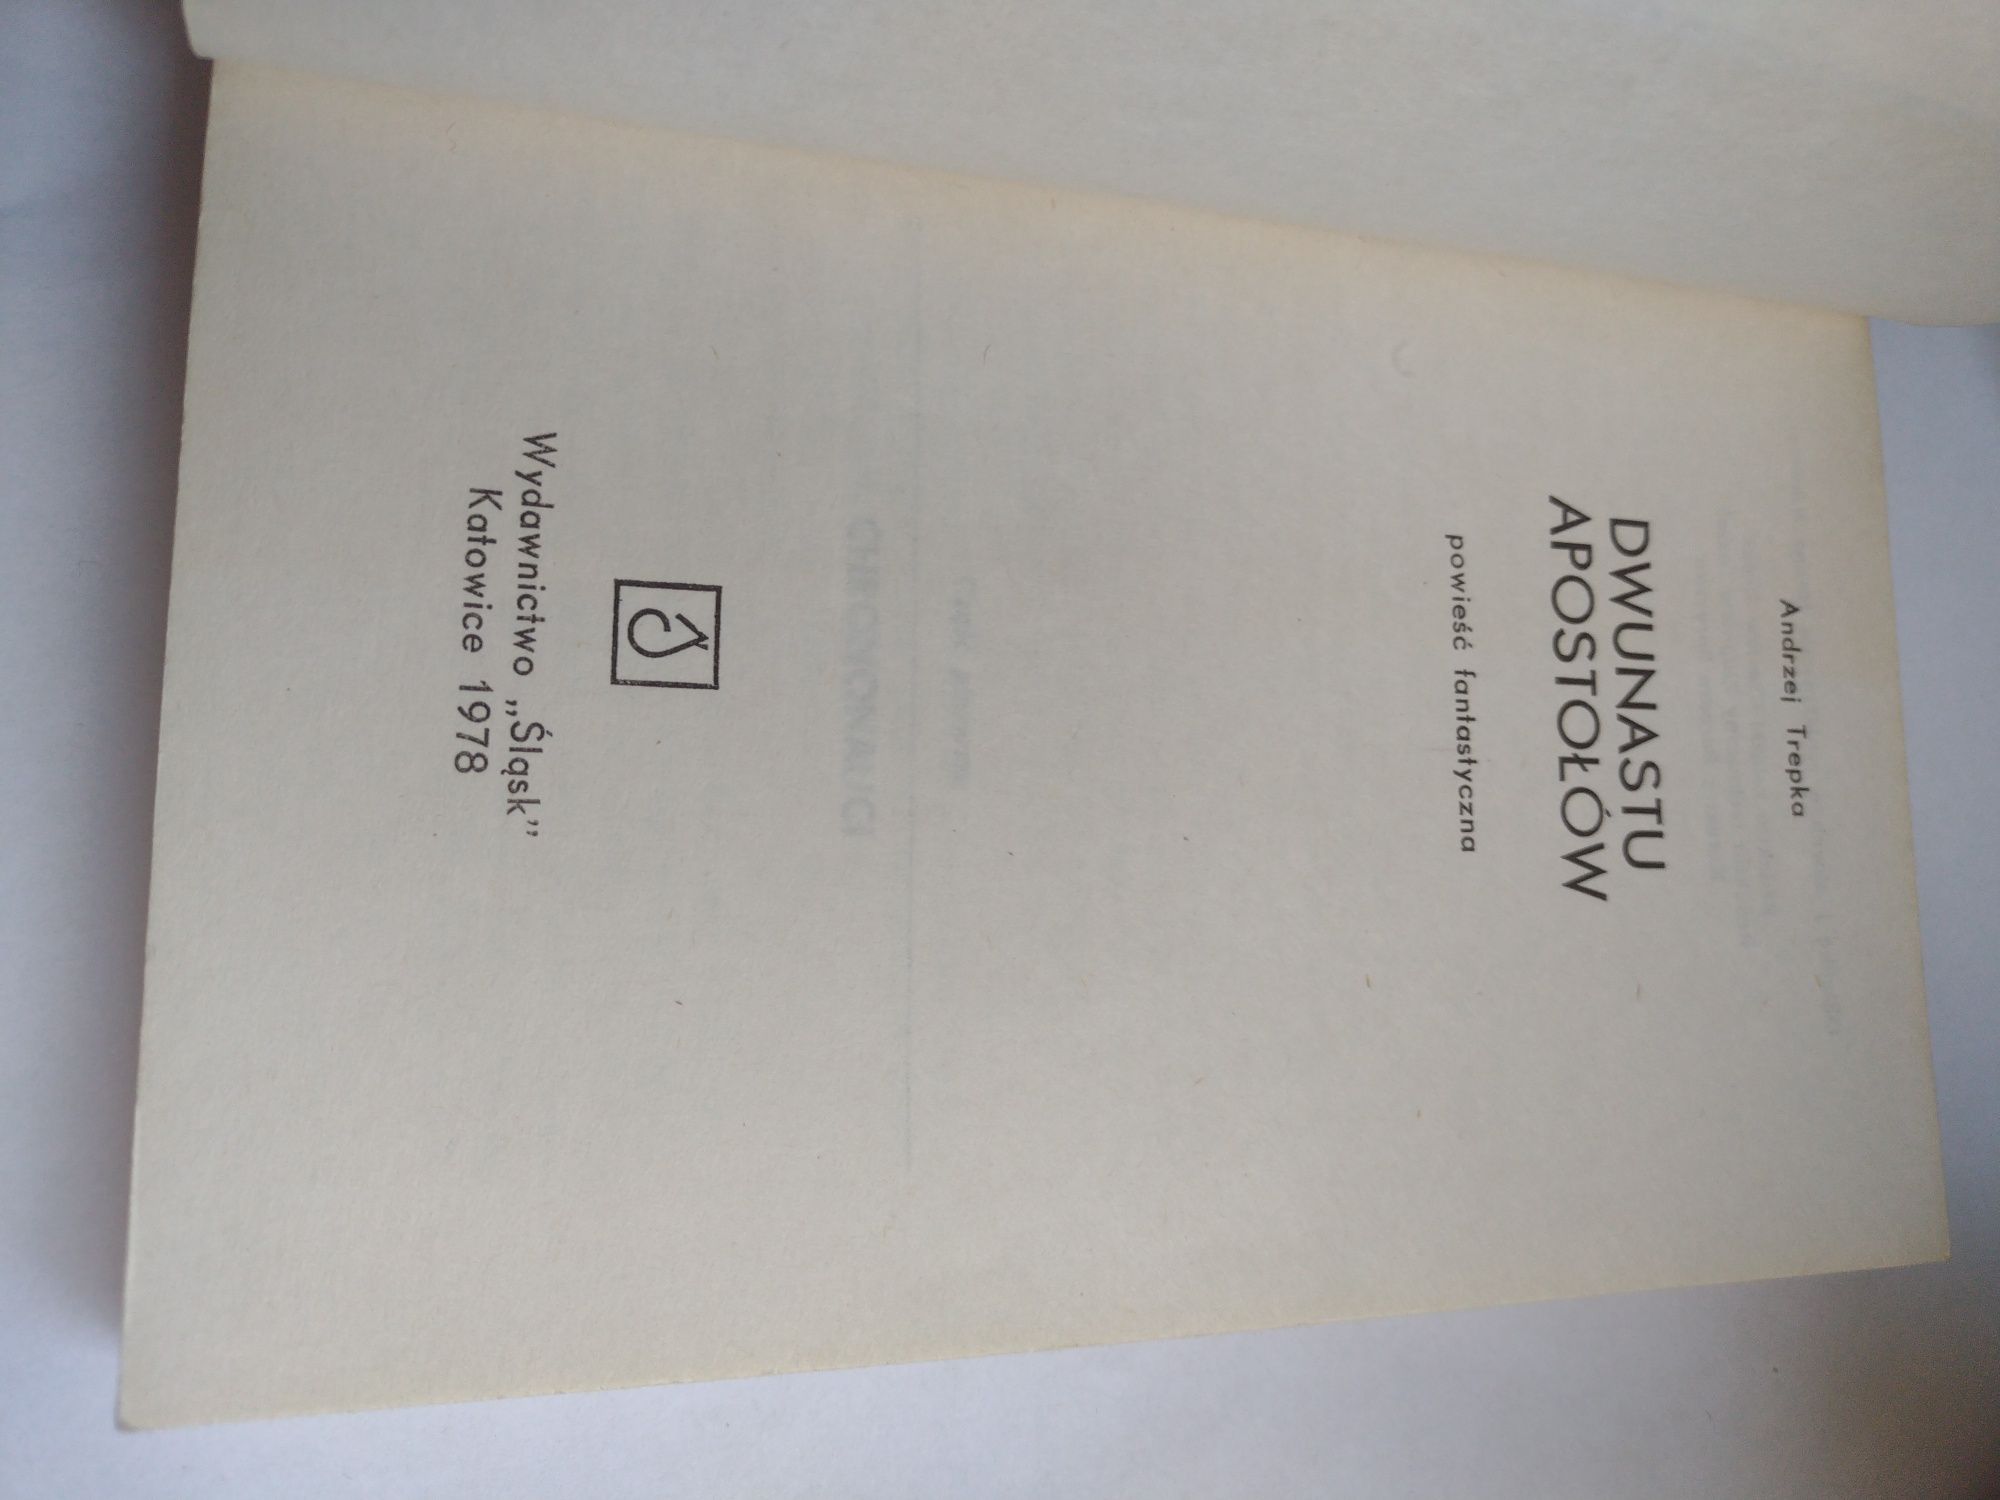 Andrzej Trepka
DWUNASTU
APOSTOŁÓW
powieść fantastyczna
Wydawnictwo „Śląsk”
Katowice 1978